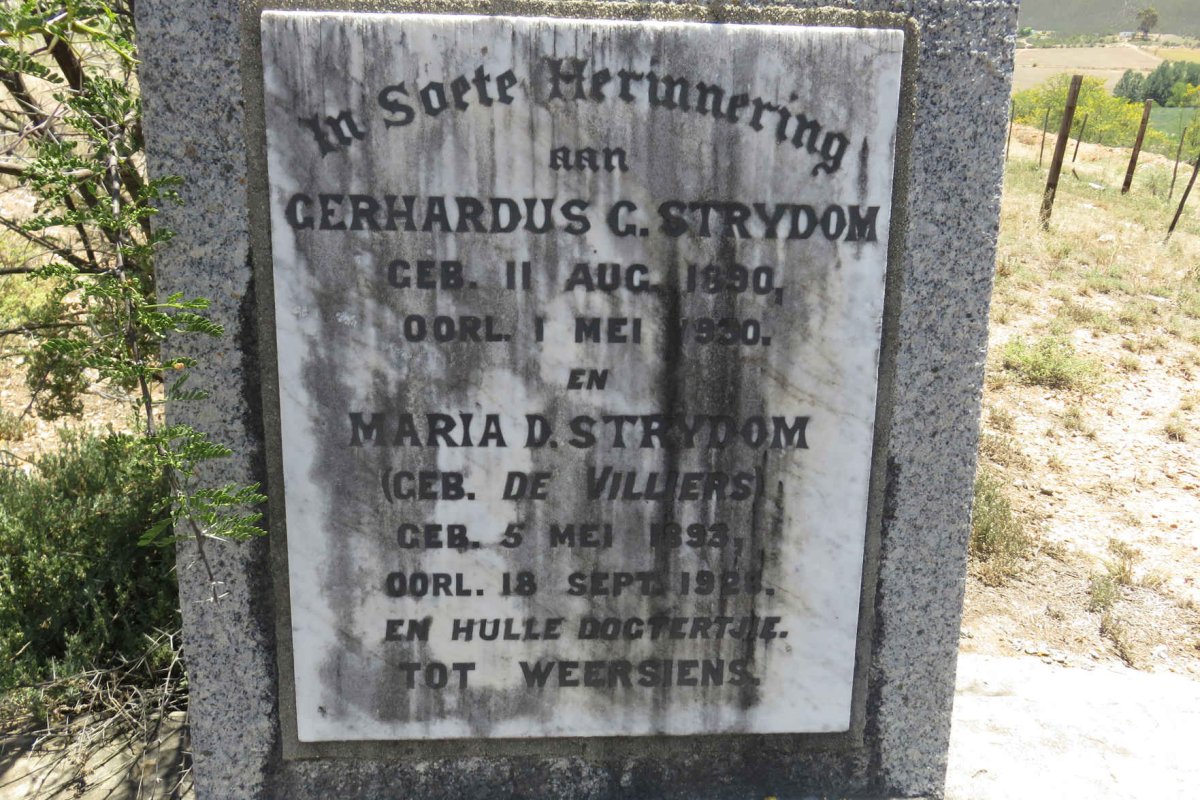 In Soete Herinnering
aan
GERHARDUS G. STRYDOM
GEB. 11 AUG. 1890,
OORL. 1 MEI 1930.
EN
MARIA D. STRYDOM
(GEB. DE VILLIERS)
GEB. 5 MEI 1893,
OORL. 18 SEPT.
EN HULLE DOGTERTJIE.
TOT WEERSIENS.